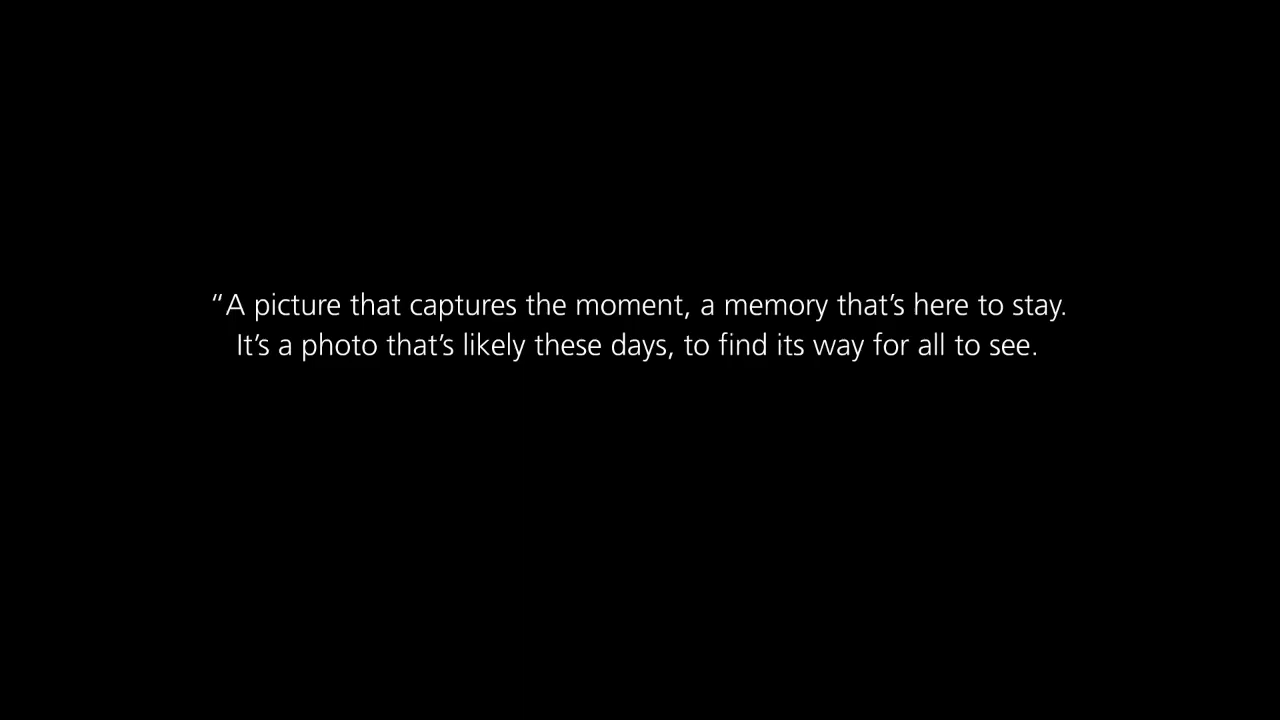 “A picture that captures the moment, a memory that’s here to stay.
It’s a photo that’s likely these days, to find its way for all to see.